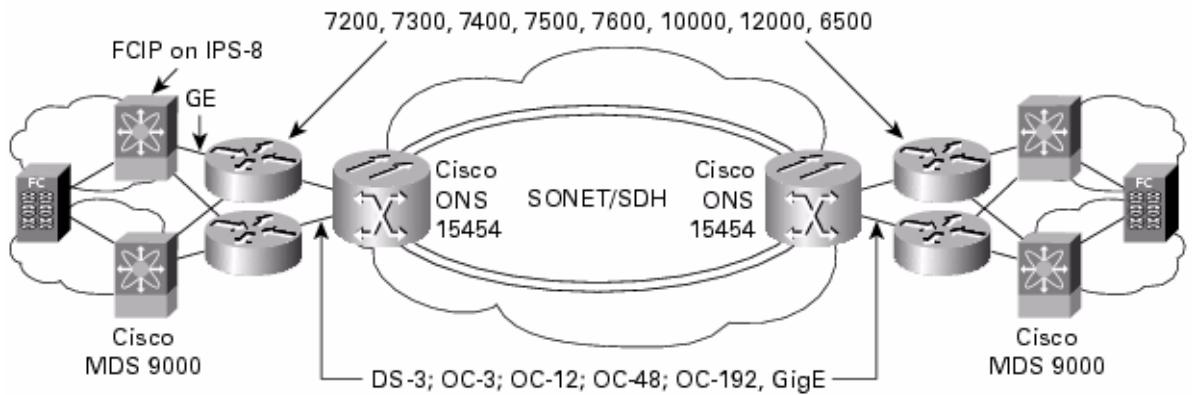 7200, 7300, 7400, 7500, 7600, 10000, 12000, 6500
FCIP on IPS-8
GE
FC
Cisco
ONS
15454
SONET/SDH
Cisco
ONS
15454
FC
Cisco
MDS 9000
Cisco
MDS 9000
DS-3; OC-3; OC-12; OC-48; OC-192, GigE